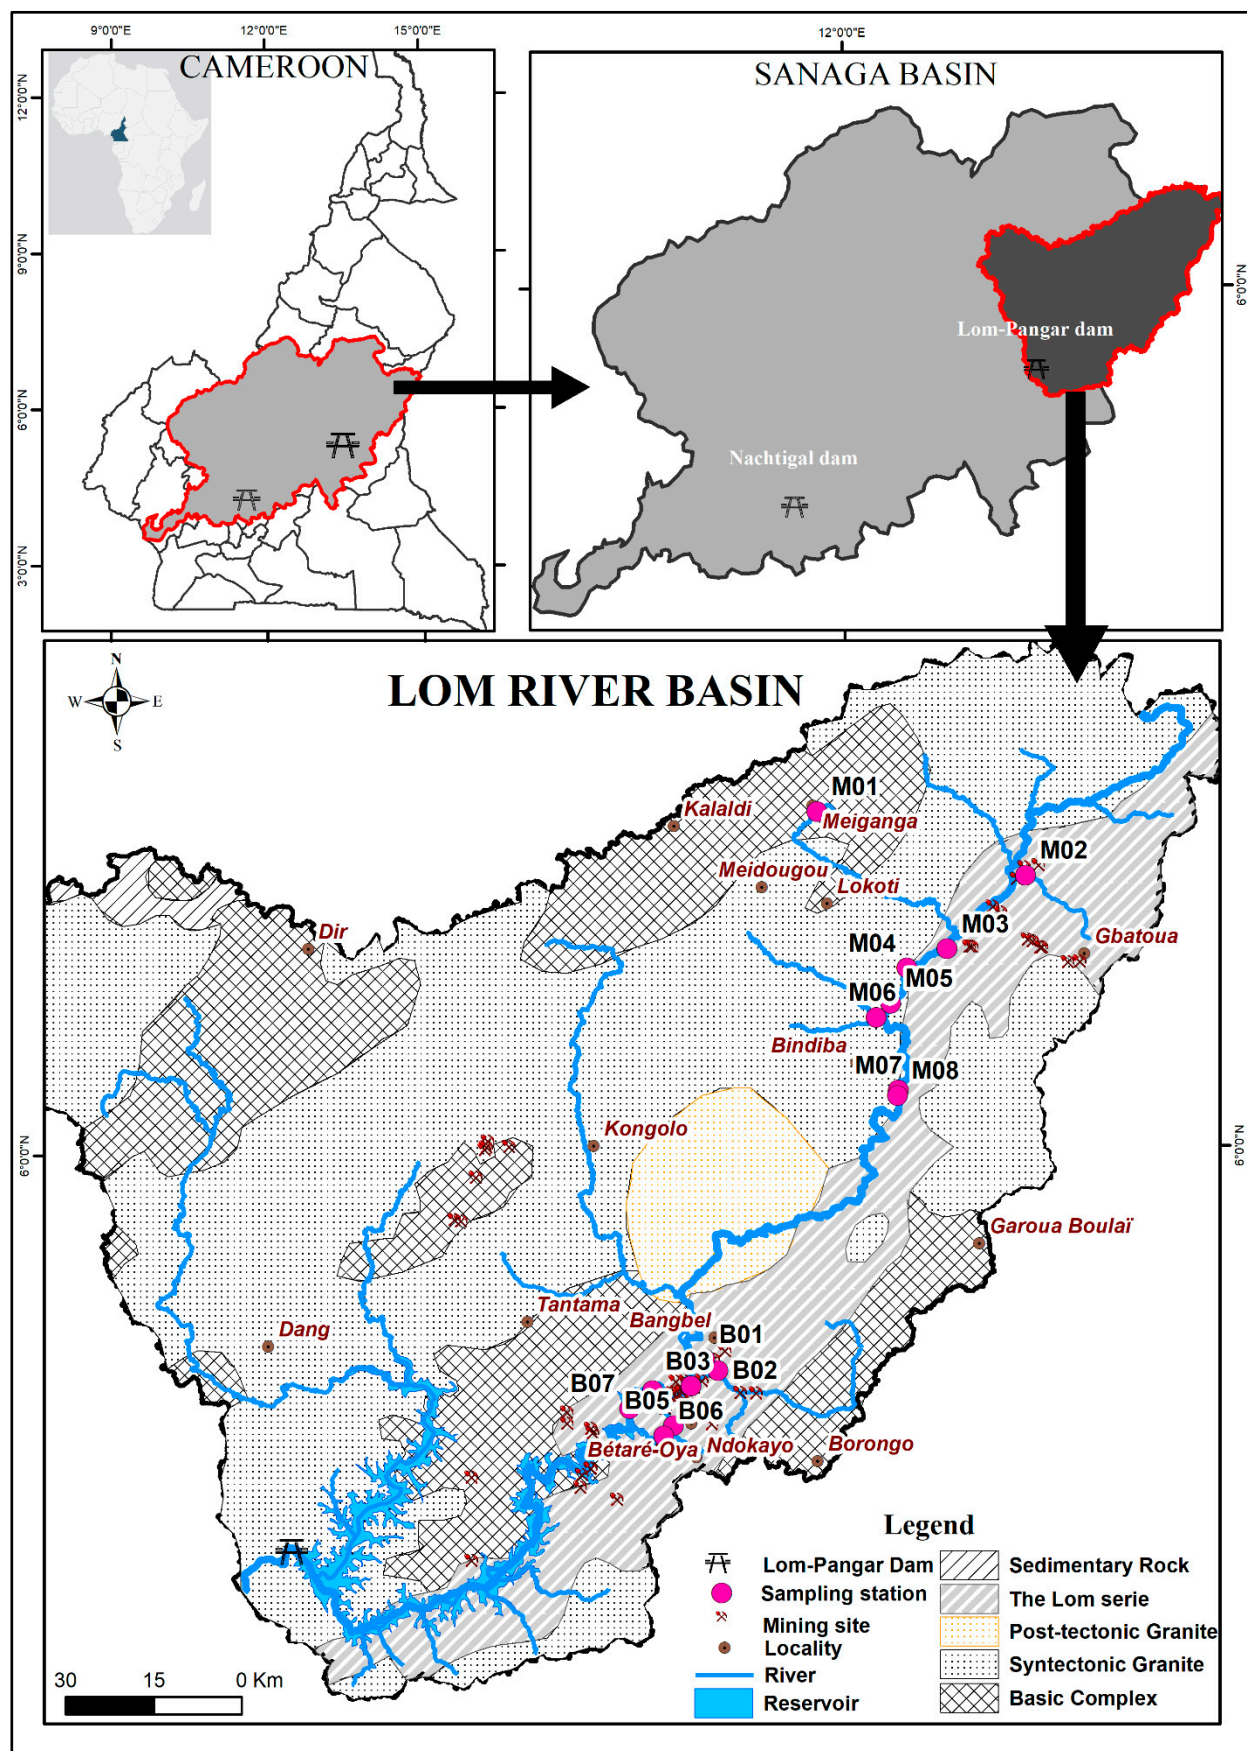 9°0'0"E
12°0'0"E
15°0'0"E
12°0'0"E
CAMEROON
SANAGA BASIN
12°0'0"N
9°0'0"N
6°0'0"N
3°0'0"N
6°0'0"N
Lom-Pangar dam
Nachtigal dam
N
W
E
S
LOM RIVER BASIN
M01
Kalaldi
Meiganga
M02
Meidougou
Lokoti
Dir
M03
M04
Gbatoua
M05
M06
Bindiba
M07
M08
Kongolo
6°0'0"N
6°0'0"N
Garoua Boulaï
Tantama
Bangbel
Dang
B01
B03
B02
B07
B05
B06
Bétaré-Oya
Ndokayo
Borongo
Legend
Lom-Pangar Dam
Sampling station
Mining site
Locality
River
Reservoir
Sedimentary Rock
The Lom serie
Post-tectonic Granite
Syntectonic Granite
Basic Complex
30
15
0 Km